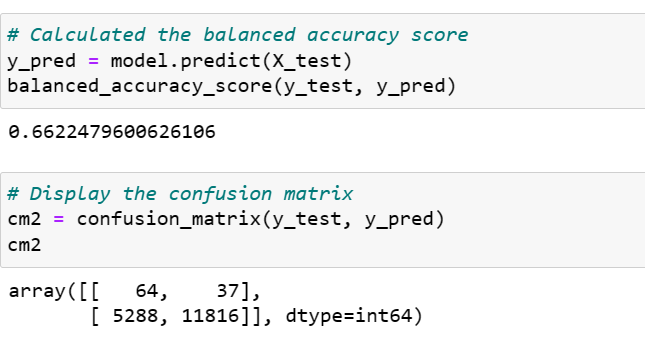 # Calculated the balanced accuracy score
y_pred = model.predict(X_test)
balanced_accuracy_score(y_test, y_pred)
0.6622479600626106
# Display the confusion matrix
cm2 = confusion_matrix(y_test, y_pred)
cm2
array([[   64,    37],
       [ 5288, 11816]], dtype=int64)